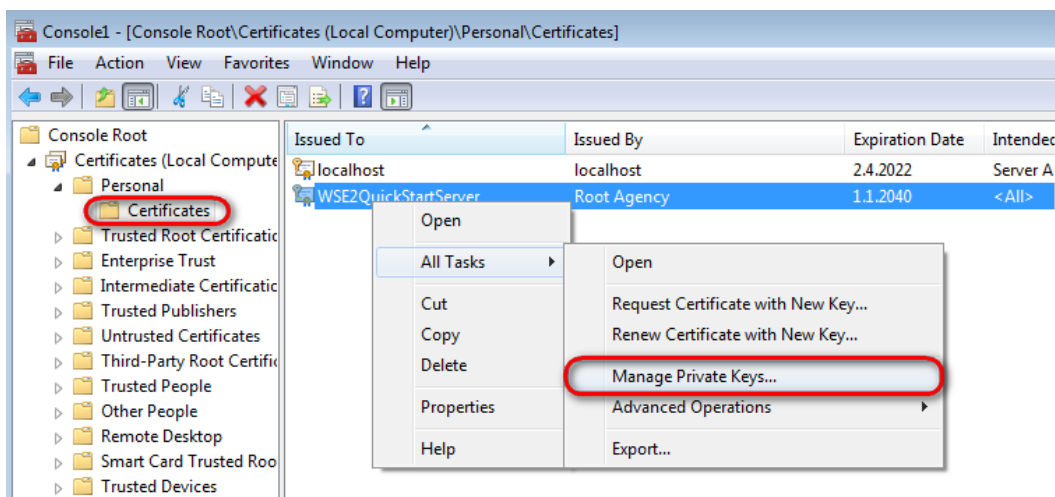 Console1 - [Console Root\Certificates (Local Computer)\Personal\Certificates]
File Action View Favorites Window Help
Console Root
Certificates (Local Compute
Personal
Certificates
Trusted Root Certificatic
Enterprise Trust
Intermediate Certificatic
Trusted Publishers
Untrusted Certificates
Third-Party Root Certific
Trusted People
Other People
Remote Desktop
Smart Card Trusted Roo
Trusted Devices
Issued To Issued By Expiration Date Intended
localhost localhost 2.4.2022 Server A
WSE2QuickStartServer Root Agency 1.1.2040 <All>
Open
All Tasks
Cut
Copy
Delete
Properties
Help
Open
Request Certificate with New Key...
Renew Certificate with New Key...
Manage Private Keys...
Advanced Operations
Export...